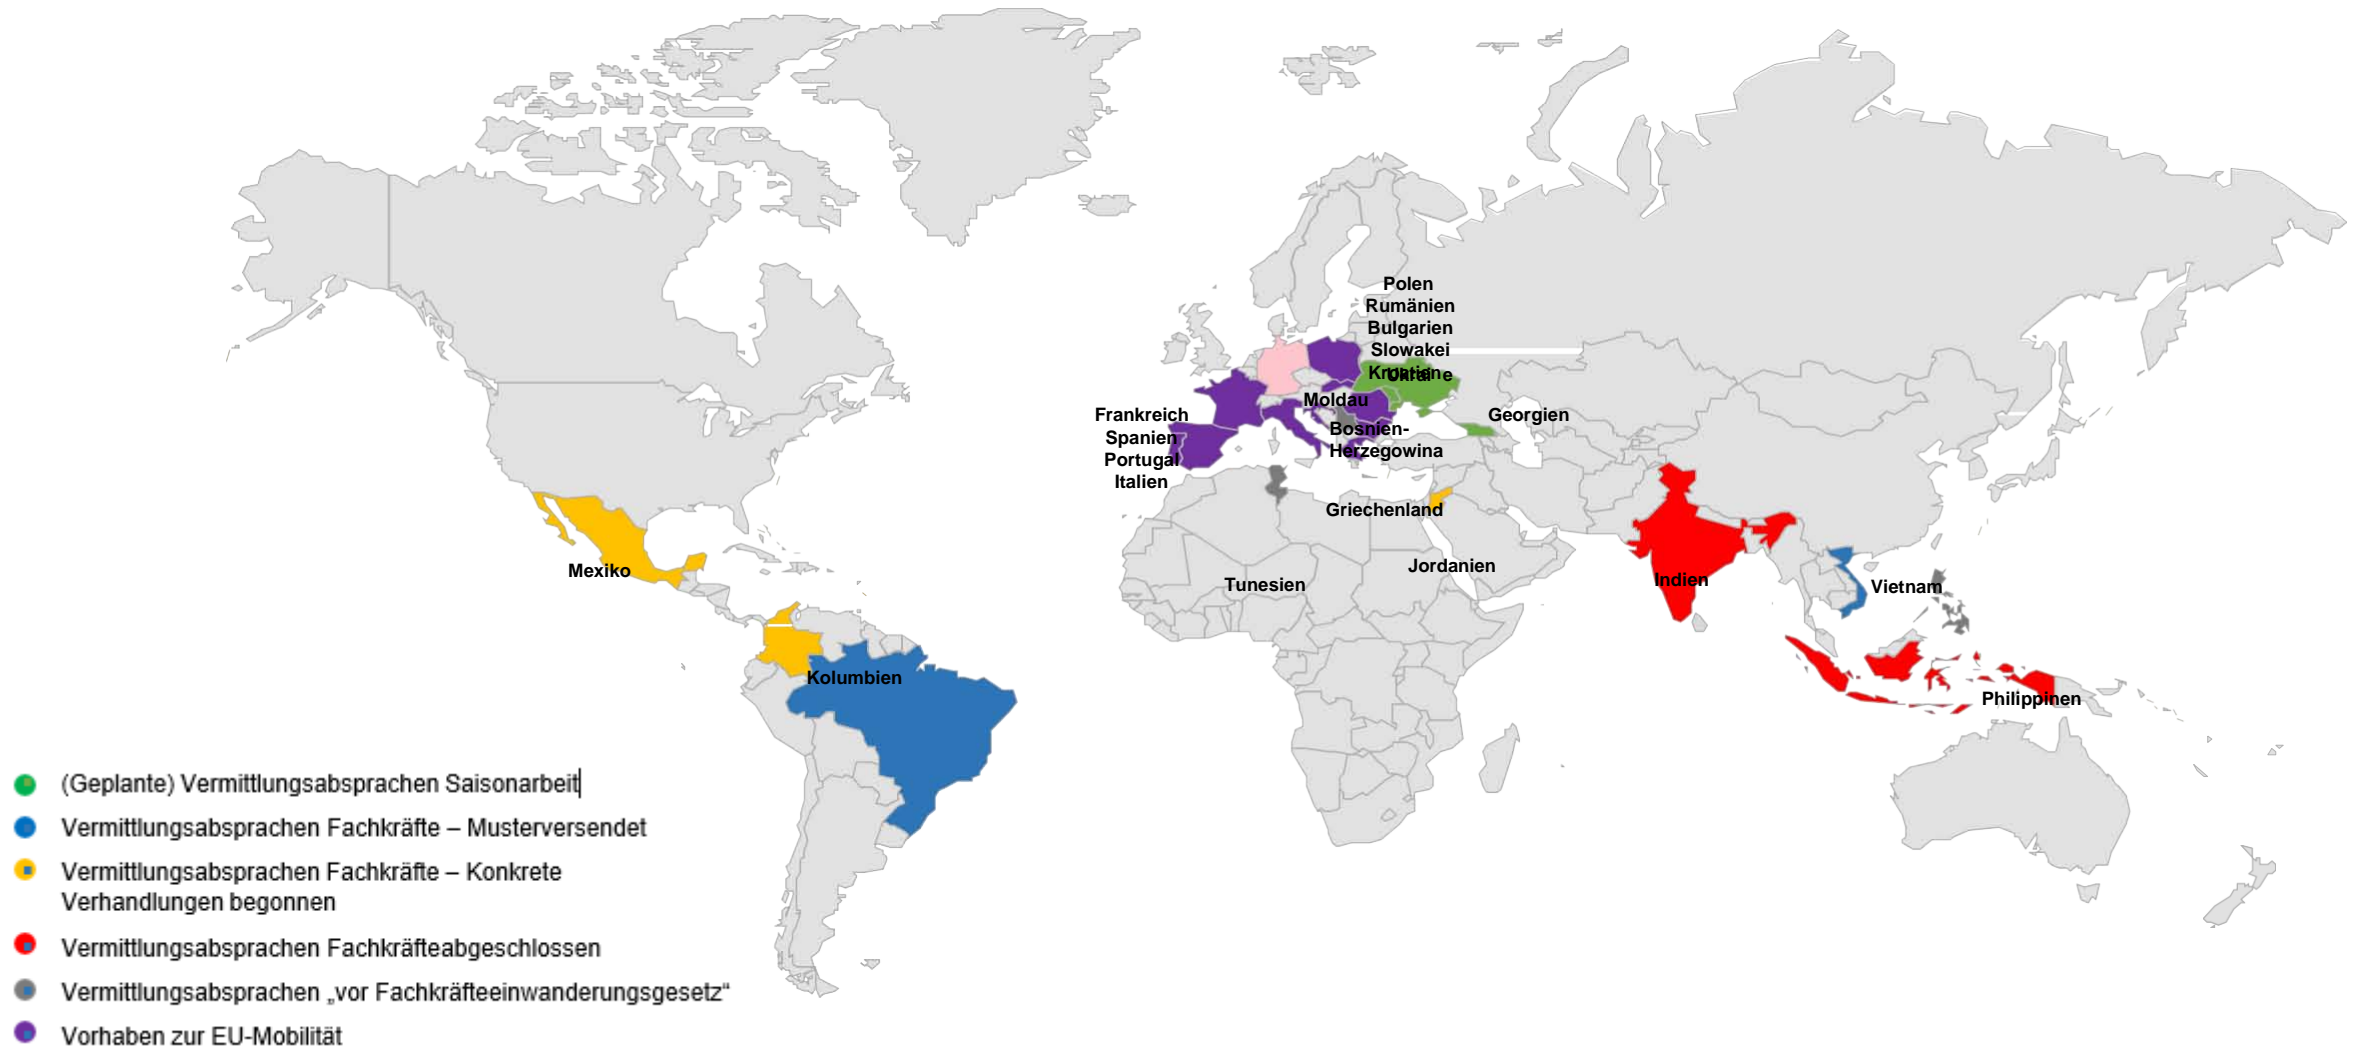 Polen
Rumänien
Bulgarien
Slowakei
Kroatien
Ukraine
Moldau
Frankreich
Spanien
Portugal
Italien
Bosnien-
Herzegowina
Georgien
Griechenland
Mexiko
Jordanien
Tunesien
Indien
Vietnam
Kolumbien
Philippinen
(Geplante) Vermittlungsabsprachen Saisonarbeit
Vermittlungsabsprachen Fachkräfte – Musterversendet
Vermittlungsabsprachen Fachkräfte – Konkrete
Verhandlungen begonnen
Vermittlungsabsprachen Fachkräfteabgeschlossen
Vermittlungsabsprachen „vor Fachkräfteeinwanderungsgesetz“
Vorhaben zur EU-Mobilität